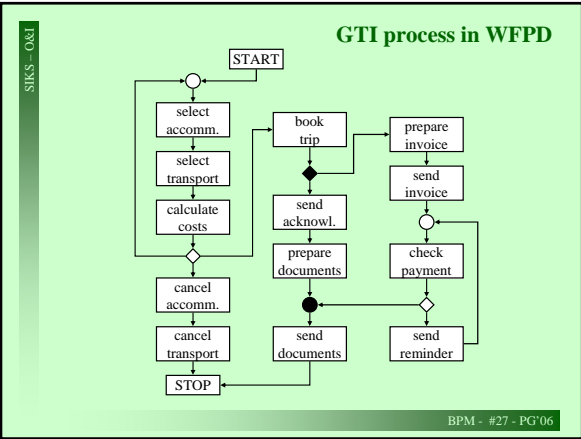 GTI process in WFPD
SIKS – O&I
START
select
accomm.
select
transport
calculate
costs
cancel
accomm.
cancel
transport
STOP
book
trip
send
acknowl.
prepare
documents
send
documents
prepare
invoice
send
invoice
check
payment
send
reminder
BPM - #27 - PG'06